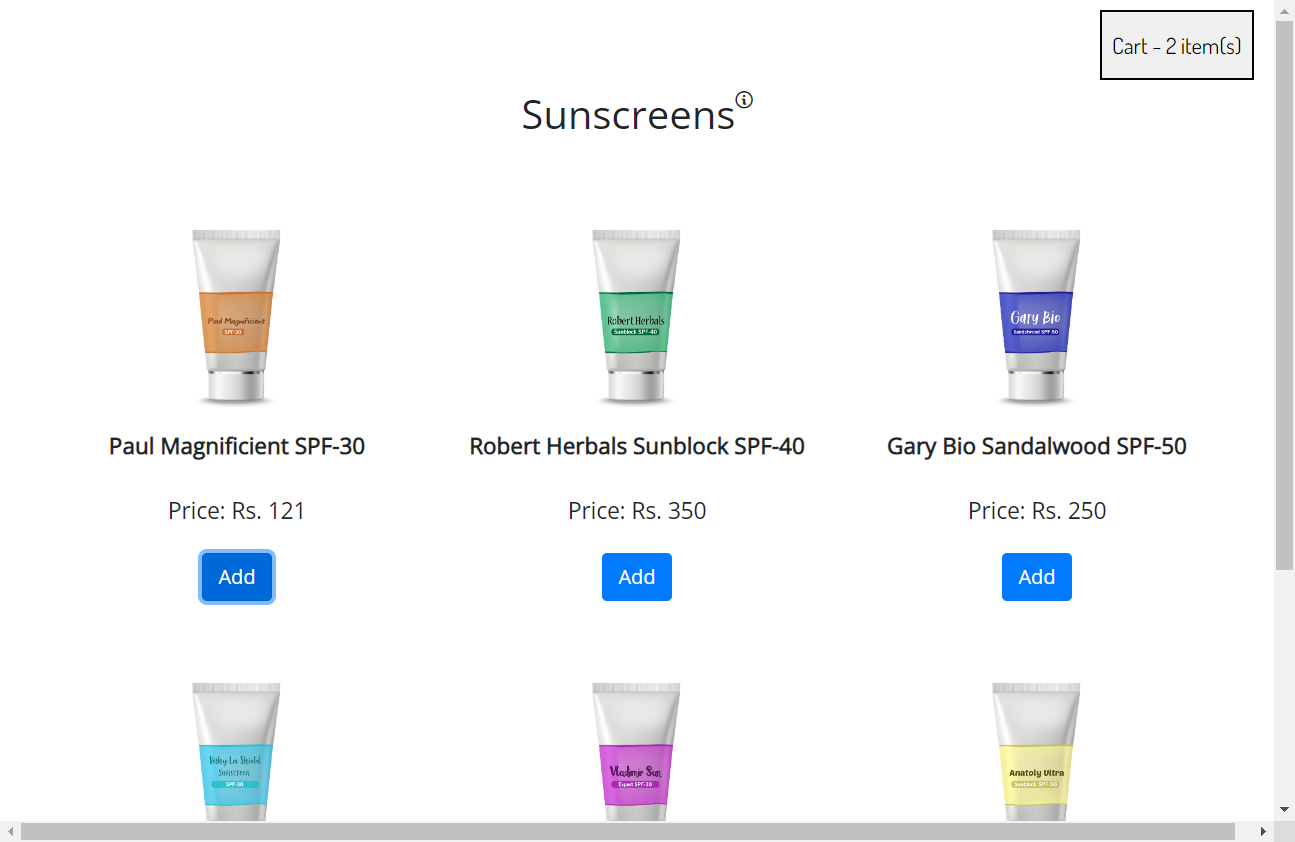 Cart - 2 item(s)
Sunscreens
Paul Magnificient
SPF-30
Robert Herbals
Sunblock SPF-40
Gary Bio
Sandalwood SPF-50
Paul Magnificient SPF-30
Robert Herbals Sunblock SPF-40
Gary Bio Sandalwood SPF-50
Price: Rs. 121
Price: Rs. 350
Price: Rs. 250
Add
Add
Add
Sunscreen
SPF-30
Vladimir Sun
Expert SPF-30
Anatoly Ultra
Sunblock SPF-50